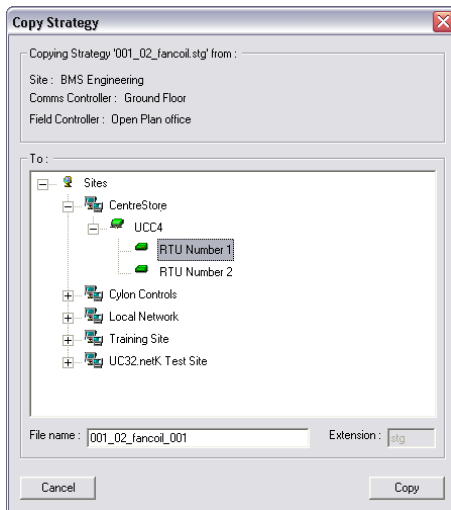 Copy Strategy
Copying Strategy '001_02_fancoil.stg' from :
Site : BMS Engineering
Comms Controller : Ground Floor
Field Controller : Open Plan office
To :
Sites
CentreStore
UCC4
RTU Number 1
RTU Number 2
Cylon Controls
Local Network
Training Site
UC32.netK Test Site
File name : 001_02_fancoil_001 Extension : stg
Cancel Copy